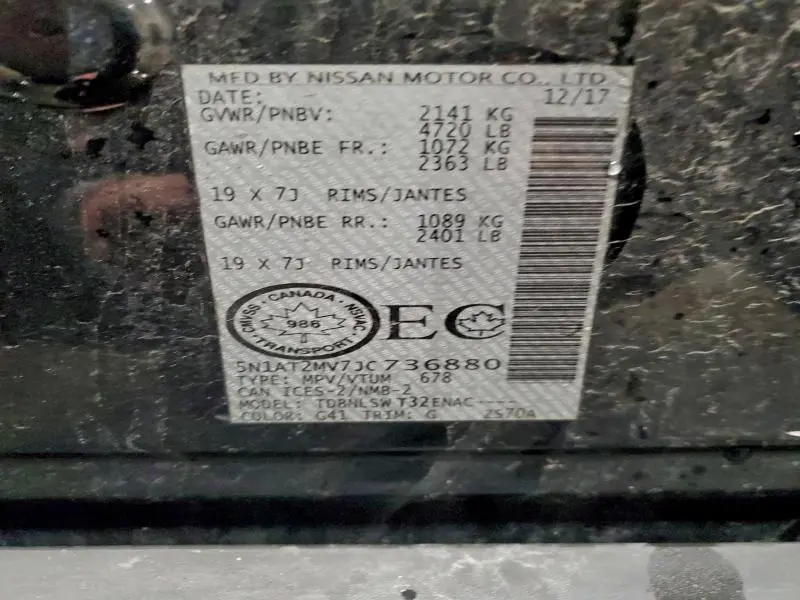 MFD BY NISSAN MOTOR CO., LTD
DATE: 12/17
GVWR/PNBV: 2141 KG
4720 LB
GAWR/PNBE FR.: 1072 KG
2363 LB
19 X 7J RIMS/JANTES
GAWR/PNBE RR.: 1089 KG
2401 LB
19 X 7J RIMS/JANTES
CMVSS · CANADA · NSVAC
986
TRANSPORT
EC
5N1AT2MV7JC736880
TYPE: MPV/VTUM 678
CAN ICES-2/NMB-2
MODEL: TDBNLSW T32ENAC----
COLOR: G41 TRIM: G 2S70A